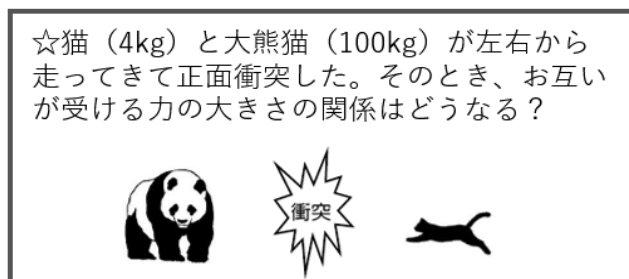 ☆猫（4kg）と大熊猫（100kg）が左右から
走ってきて正面衝突した。そのとき、お互い
が受ける力の大きさの関係はどうなる？
衝突